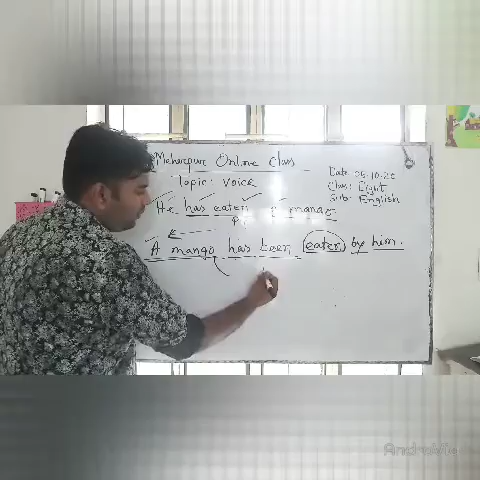 Meherpur Online Class
Topic: Voice
Date: 05.10.20
Class: Eight
Sub: English
He has eaten a mango
A mango has been eaten by him.